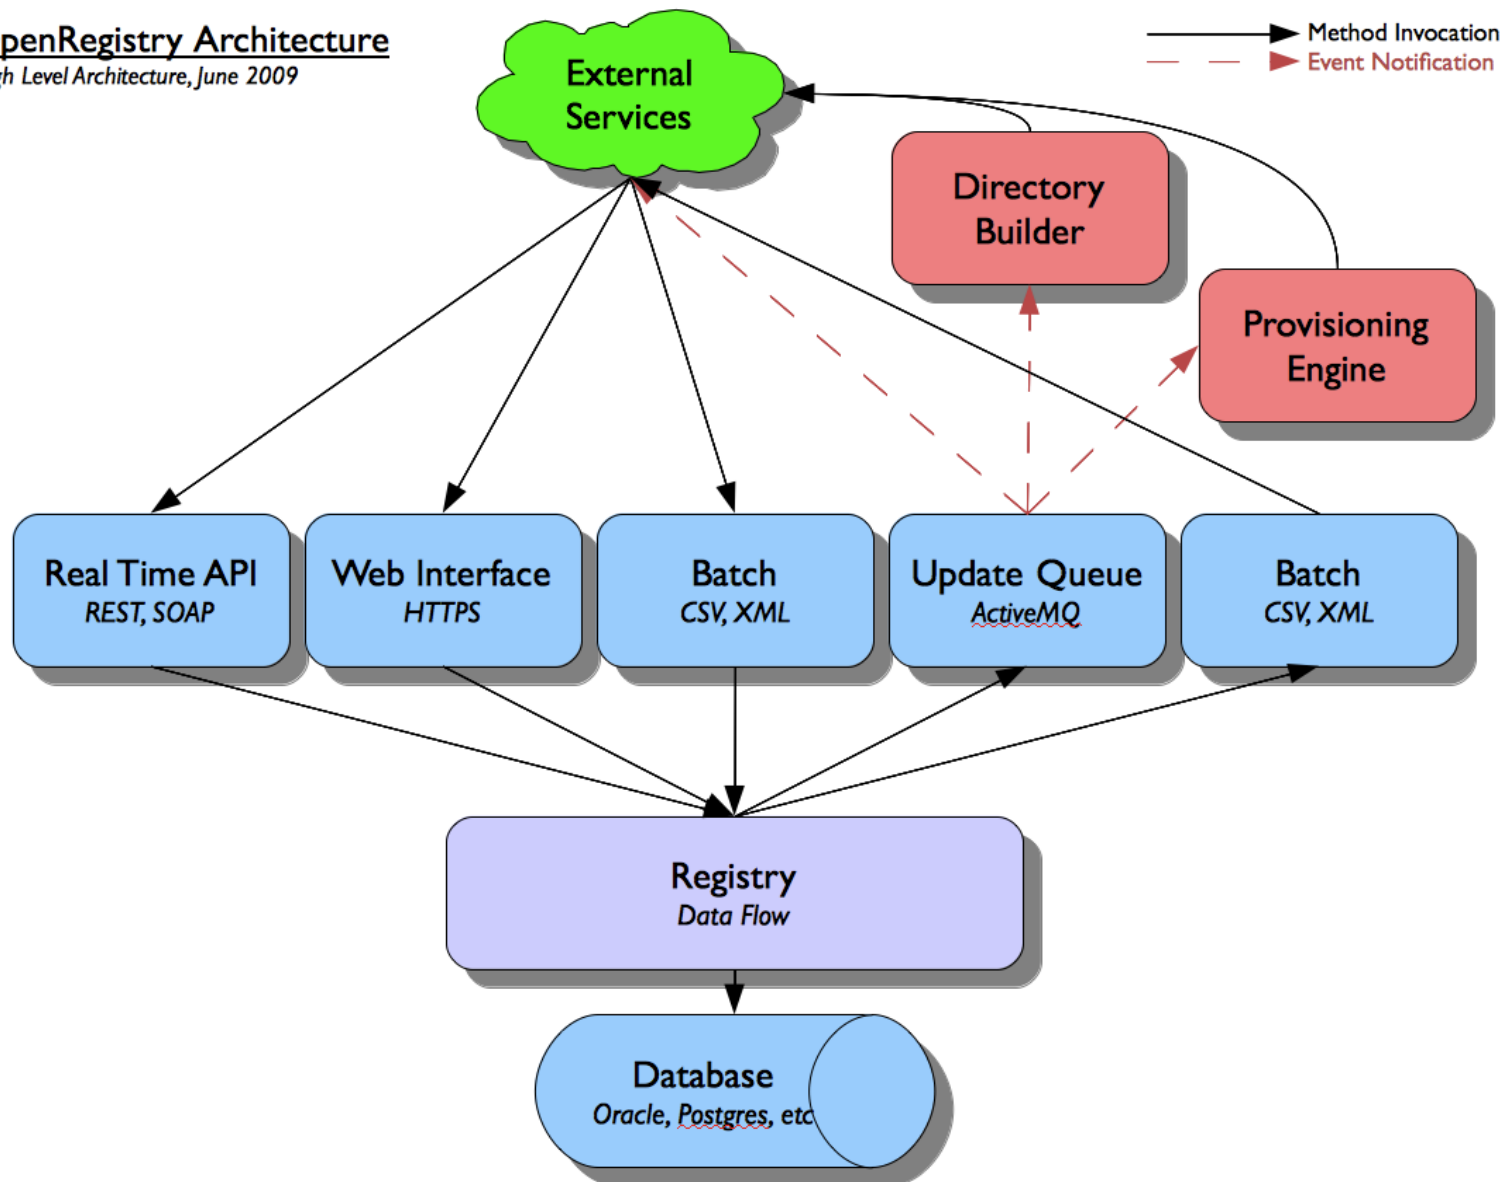 penRegistry Architecture
gh Level Architecture, June 2009
Method Invocation
Event Notification
External
Services
Directory
Builder
Provisioning
Engine
Real Time API
REST, SOAP
Web Interface
HTTPS
Batch
CSV, XML
Update Queue
ActiveMQ
Batch
CSV, XML
Registry
Data Flow
Database
Oracle, Postgres, etc